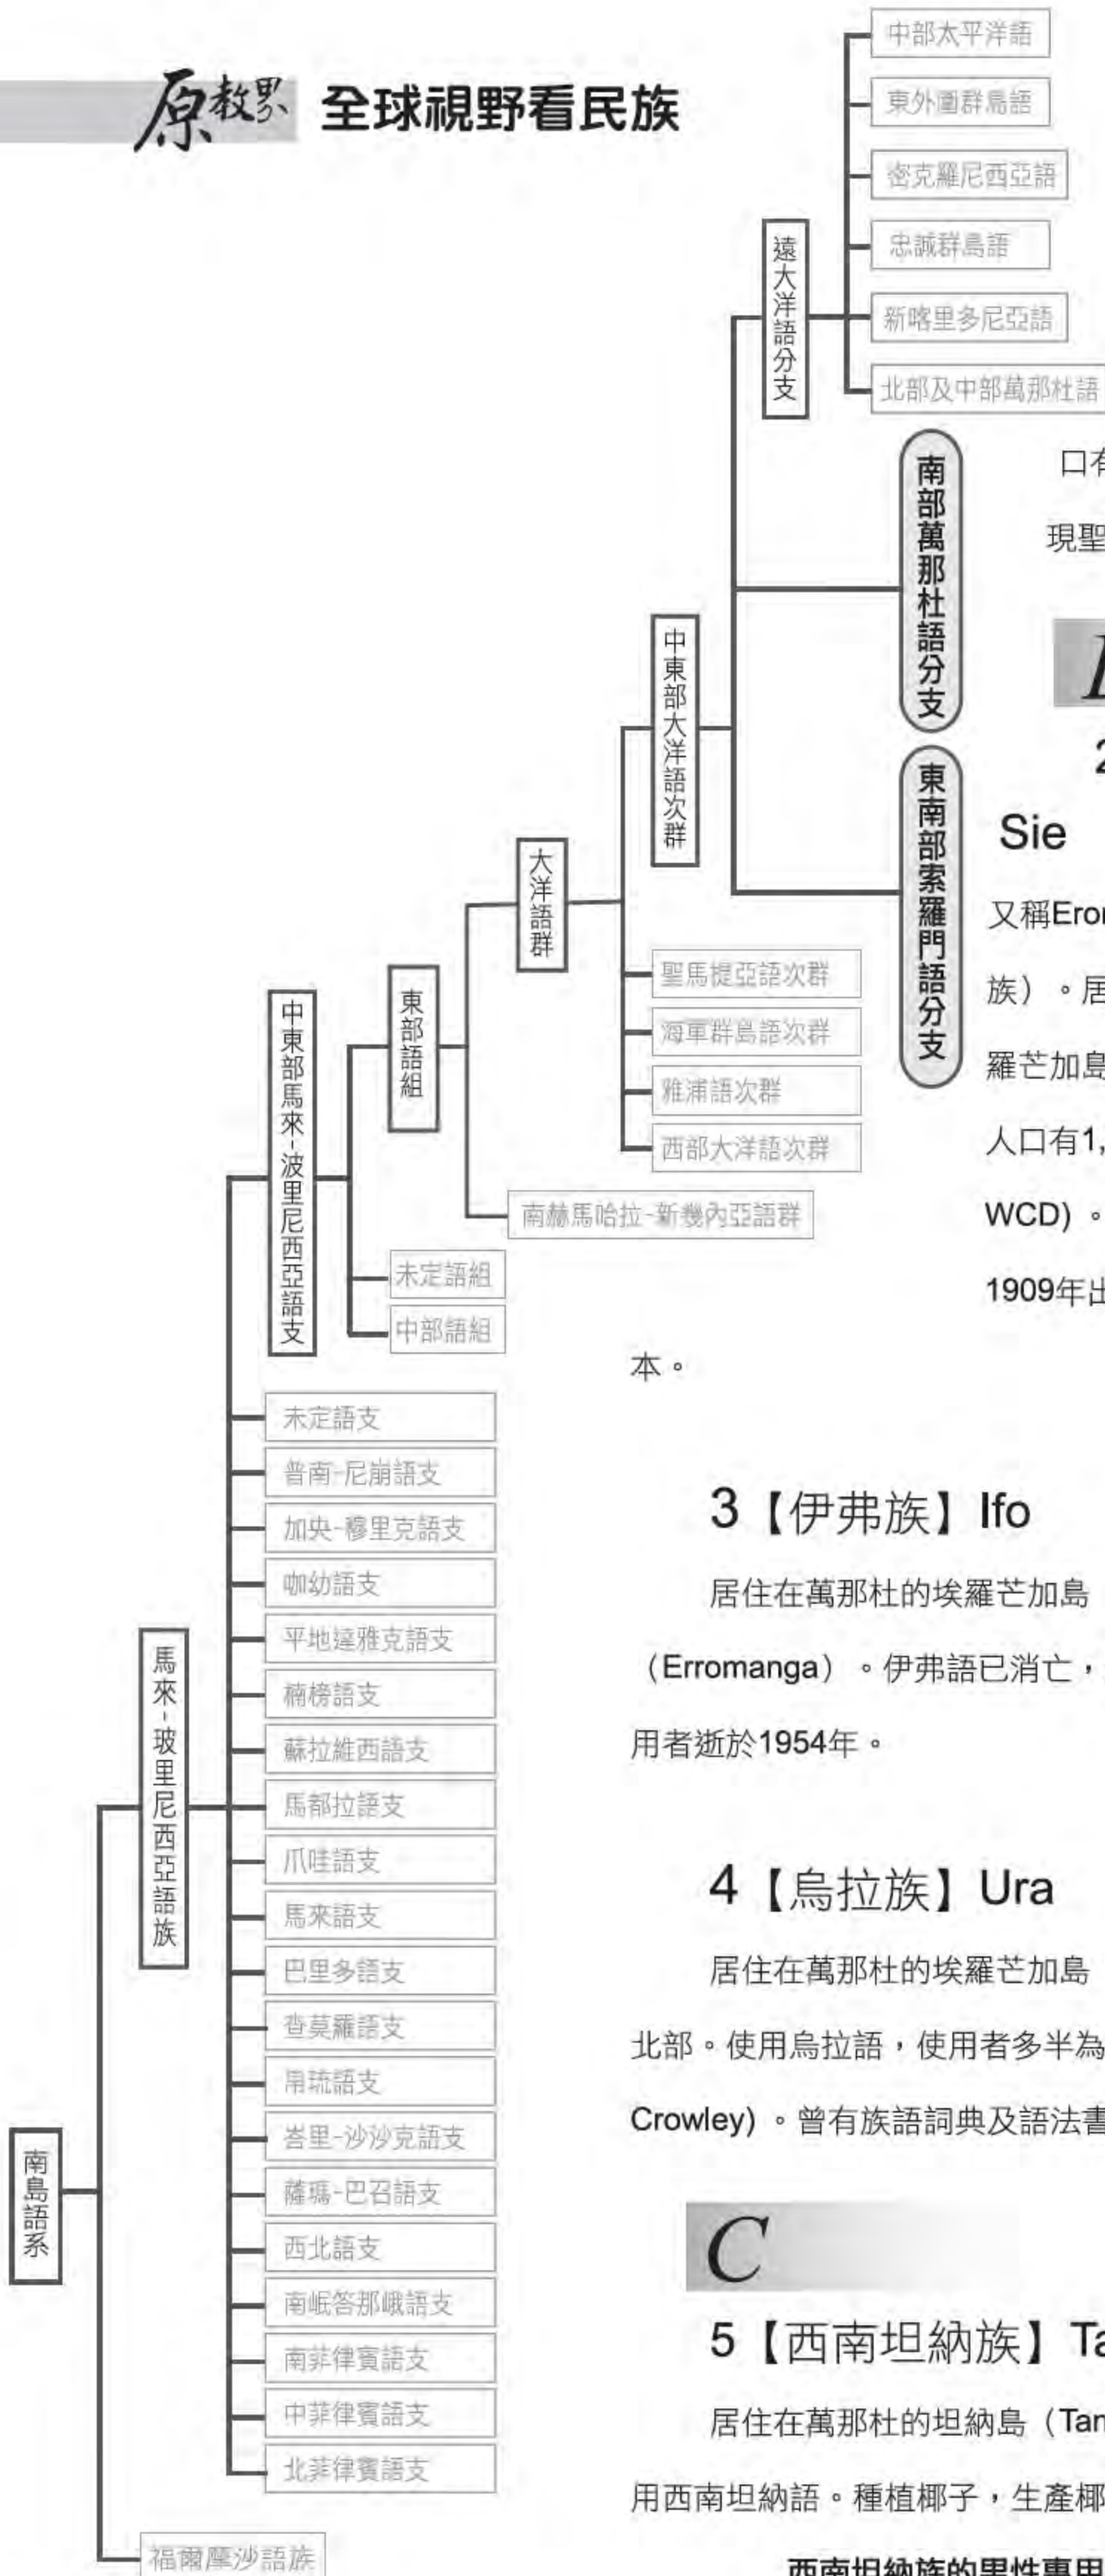 原教界 全球視野看民族
中部太平洋語
東外圍群島語
密克羅尼西亞語
忠誠群島語
新喀里多尼亞語
北部及中部萬那杜語
遠大洋語分支
南部萬那杜語分支
東南部索羅門語分支
中東部大洋語次群
大洋語群
聖馬提亞語次群
海軍群島語次群
雅浦語次群
西部大洋語次群
東部語組
南赫馬哈拉-新幾內亞語群
中東部馬來-波里尼西亞語支
未定語組
中部語組
馬來-玻里尼西亞語族
未定語支
普南-尼崩語支
加央-穆里克語支
咖幼語支
平地達雅克語支
楠榜語支
蘇拉維西語支
馬都拉語支
爪哇語支
馬來語支
巴里多語支
查莫羅語支
帛琉語支
峇里-沙沙克語支
薩瑪-巴召語支
西北語支
南岷答那峨語支
南菲律賓語支
中菲律賓語支
北菲律賓語支
南島語系
福爾摩沙語族
口有
現聖
2
Sie
又稱Eror
族）。居
羅芒加島
人口有1,
WCD)。
1909年出
本。
3【伊弗族】Ifo
居住在萬那杜的埃羅芒加島
（Erromanga）。伊弗語已消亡，
用者逝於1954年。
4【烏拉族】Ura
居住在萬那杜的埃羅芒加島
北部。使用烏拉語，使用者多半為
Crowley)。曾有族語詞典及語法書
C
5【西南坦納族】Ta
居住在萬那杜的坦納島（Tan
用西南坦納語。種植椰子，生產椰
西南坦納族的男性專用